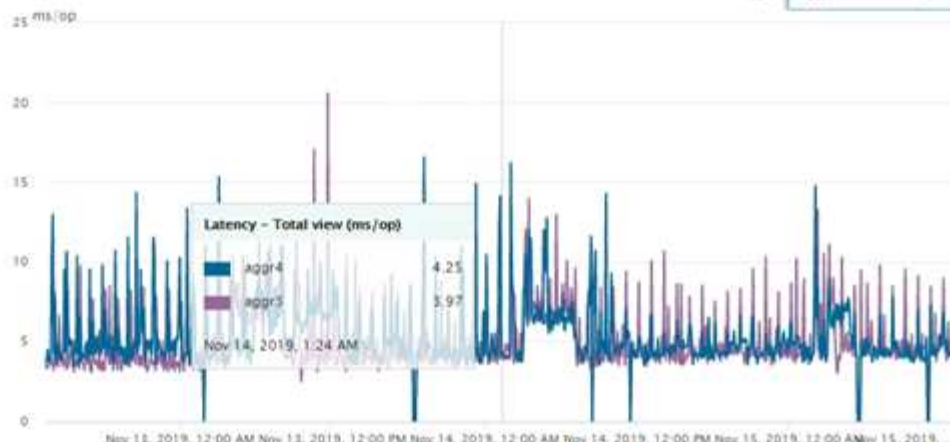 ms/op
25
20
15
10
5
0
Latency - Total view (ms/op)
aggr4 4.25
aggr3 3.97
Nov 14, 2019, 1:24 AM
Nov 13, 2019, 12:00 AM Nov 13, 2019, 12:00 PM Nov 14, 2019, 12:00 AM Nov 14, 2019, 12:00 PM Nov 15, 2019, 12:00 AM Nov 15, 2019,